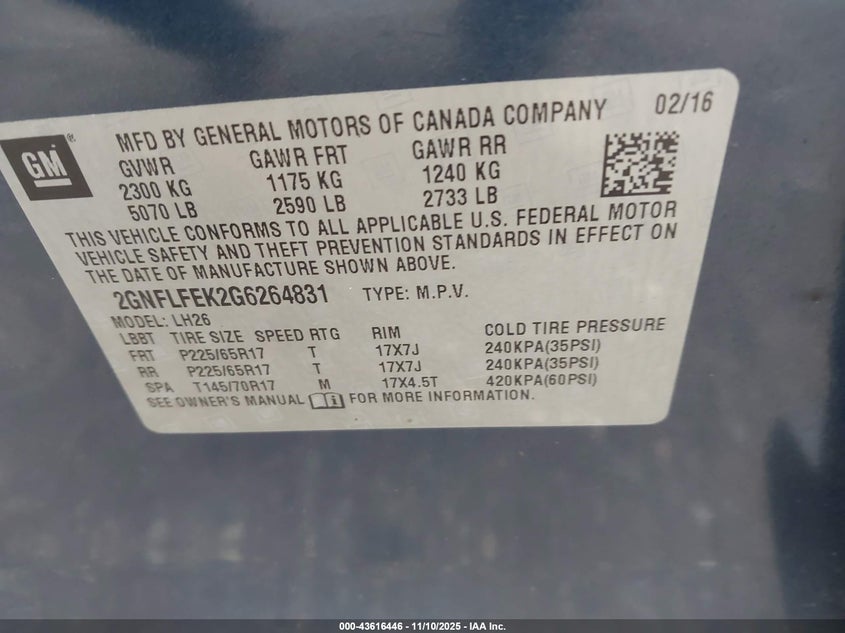 GM®
MFD BY GENERAL MOTORS OF CANADA COMPANY 02/16
GVWR GAWR FRT GAWR RR
2300 KG 1175 KG 1240 KG
5070 LB 2590 LB 2733 LB
THIS VEHICLE CONFORMS TO ALL APPLICABLE U.S. FEDERAL MOTOR
VEHICLE SAFETY AND THEFT PREVENTION STANDARDS IN EFFECT ON
THE DATE OF MANUFACTURE SHOWN ABOVE.
2GNFLFEK2G6264831 TYPE: M.P.V.
MODEL: LH26
LBBT TIRE SIZE SPEED RTG RIM COLD TIRE PRESSURE
FRT P225/65R17 T 17X7J 240KPA(35PSI)
RR P225/65R17 T 17X7J 240KPA(35PSI)
SPA T145/70R17 M 17X4.5T 420KPA(60PSI)
SEE OWNER'S MANUAL FOR MORE INFORMATION.
000-43616446 - 11/10/2025 - IAA Inc.